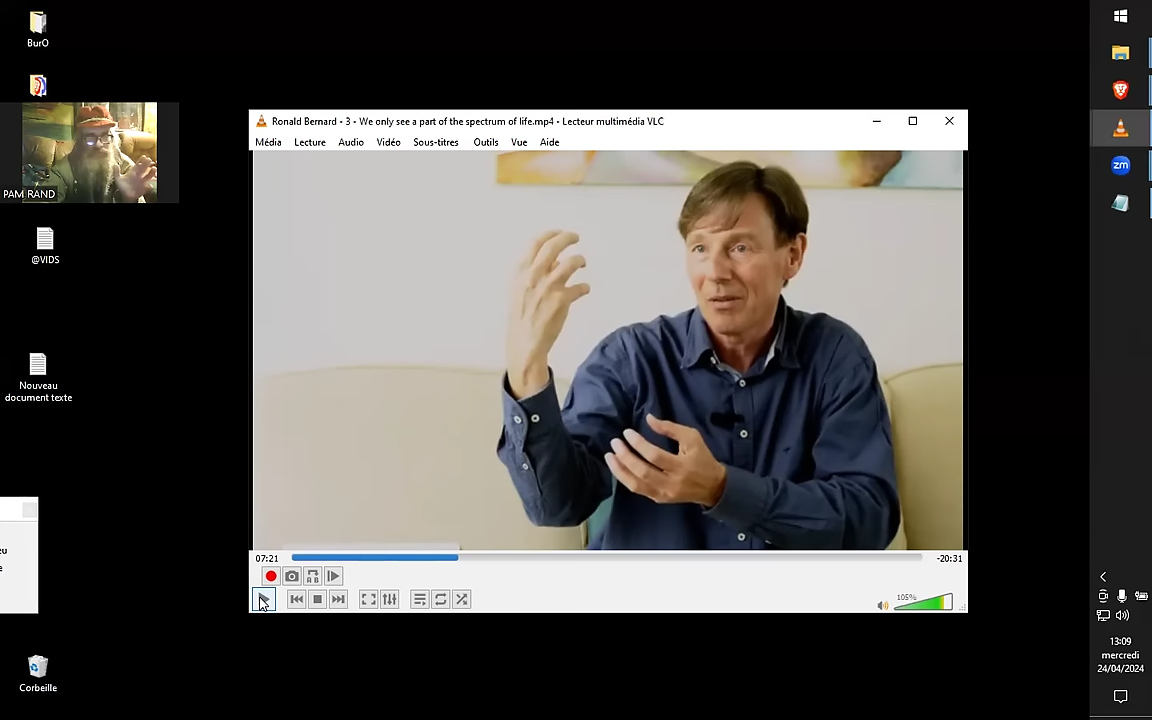 BurO
PAM RAND
@VIDS
Nouveau
document texte
Corbeille
Ronald Bernard - 3 - We only see a part of the spectrum of life.mp4 - Lecteur multimédia VLC
Média Lecture Audio Vidéo Sous-titres Outils Vue Aide
07:21
-20:31
105%
zm
13:09
mercredi
24/04/2024